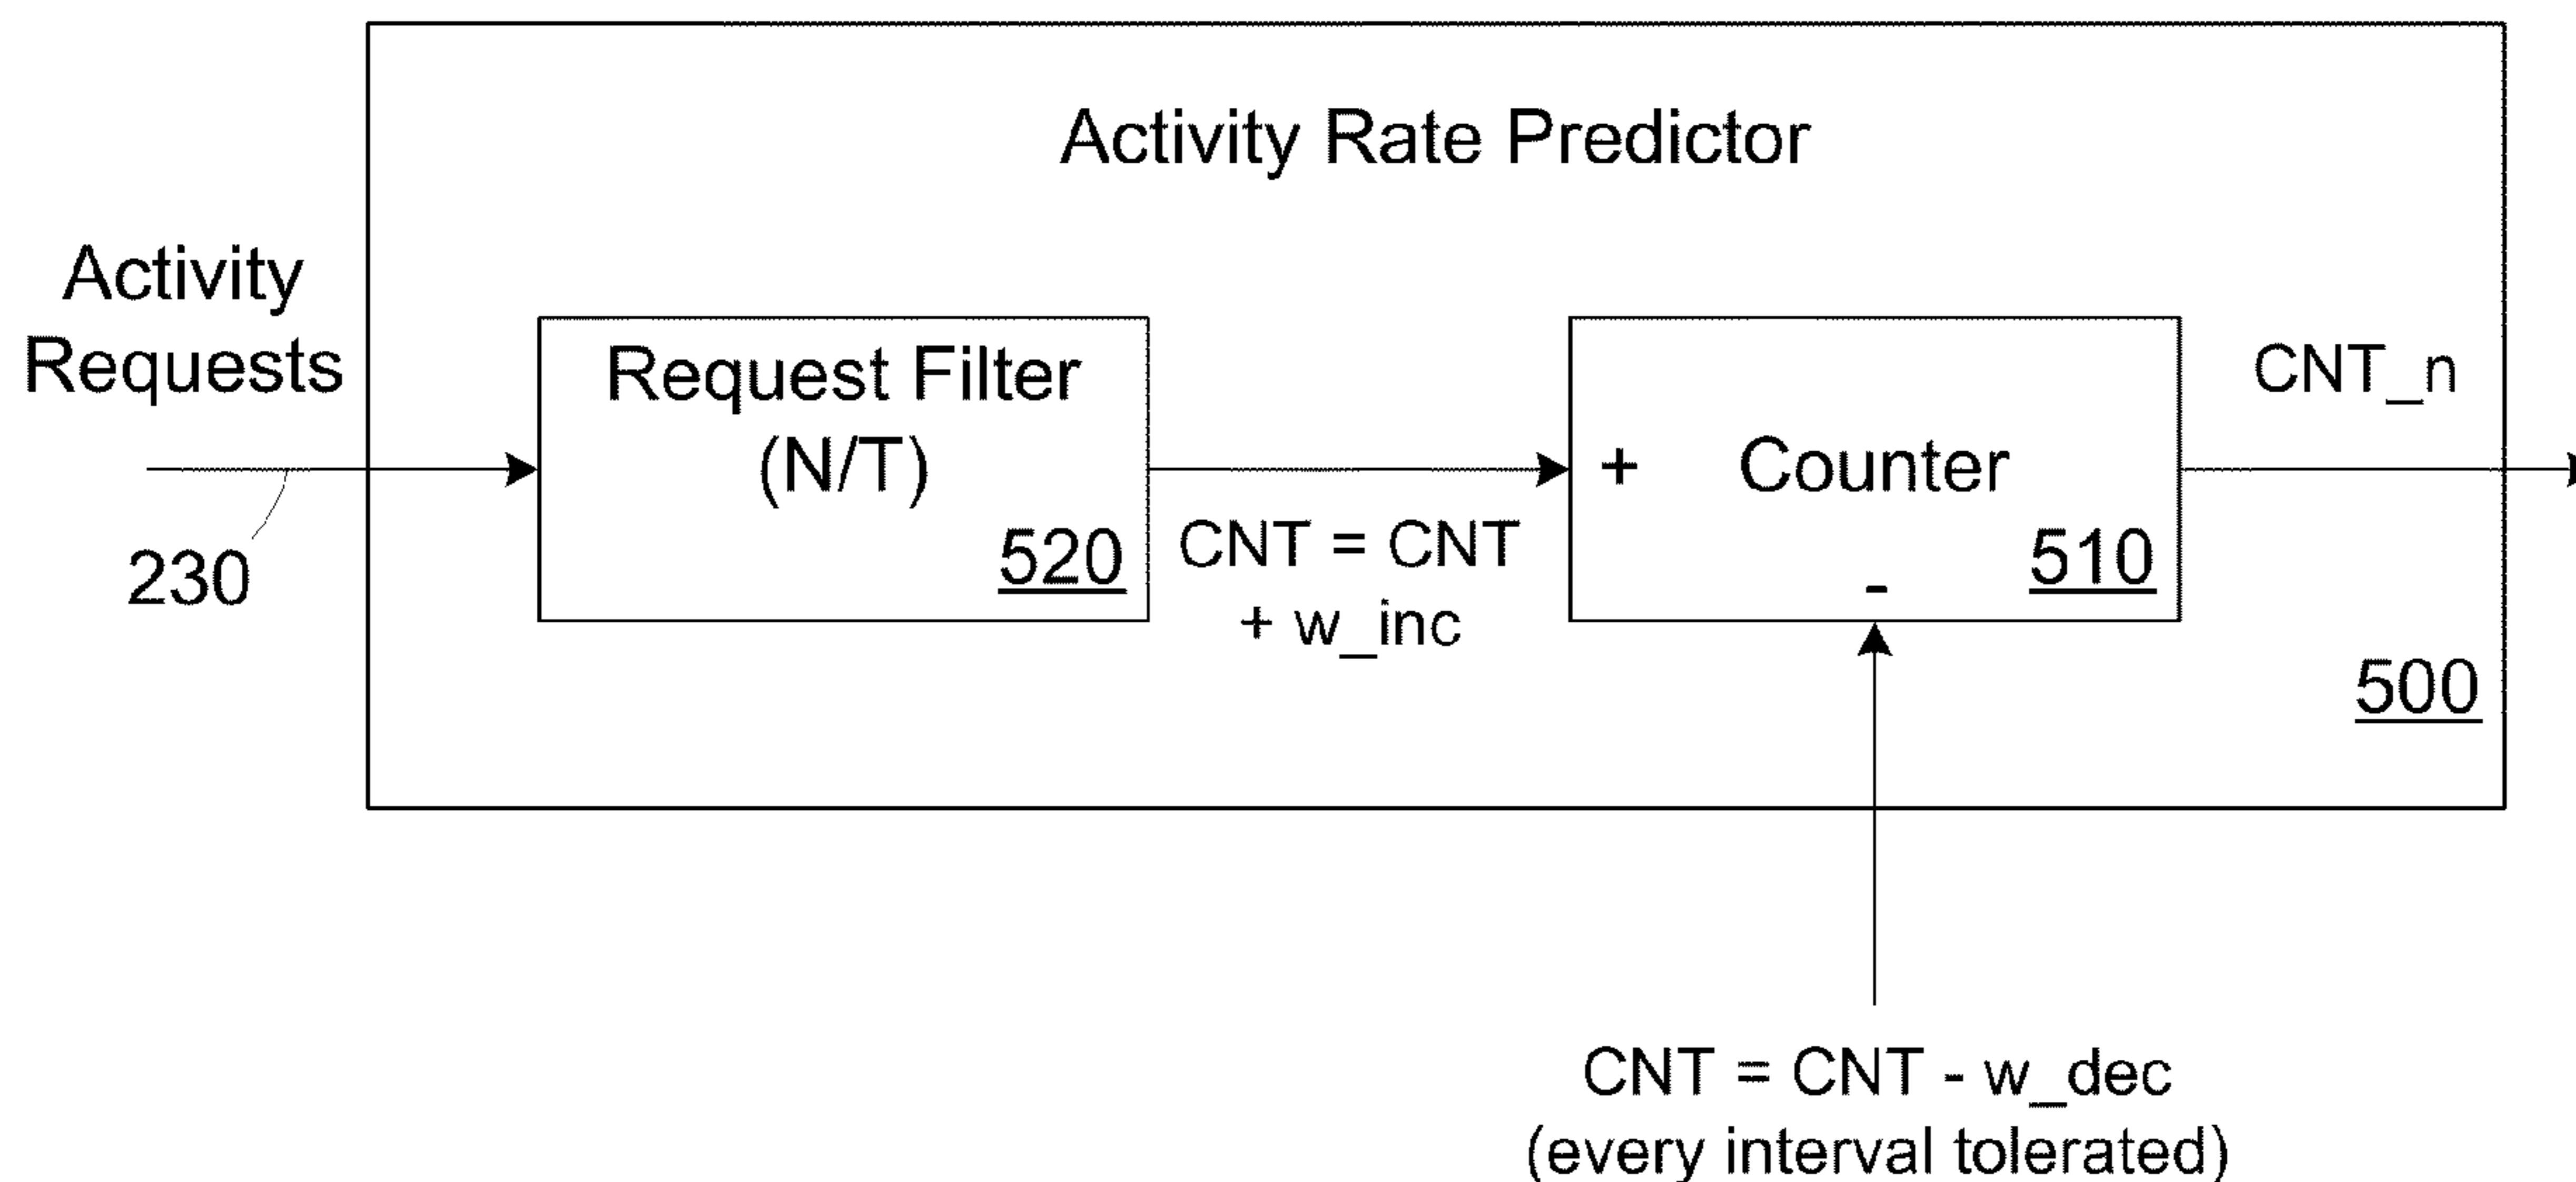 Activity Rate Predictor
Activity
Requests
230
Request Filter
(N/T)
520
CNT = CNT
+ w_inc
+
Counter
-
510
CNT_n
500
CNT = CNT - w_dec
(every interval tolerated)